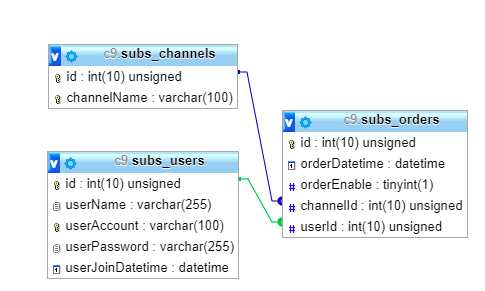 c9.subs_channels
id : int(10) unsigned
channelName : varchar(100)
c9.subs_users
id : int(10) unsigned
userName : varchar(255)
userAccount : varchar(100)
userPassword : varchar(255)
userJoinDatetime : datetime
c9.subs_orders
id : int(10) unsigned
orderDatetime : datetime
orderEnable : tinyint(1)
channelId : int(10) unsigned
userId : int(10) unsigned